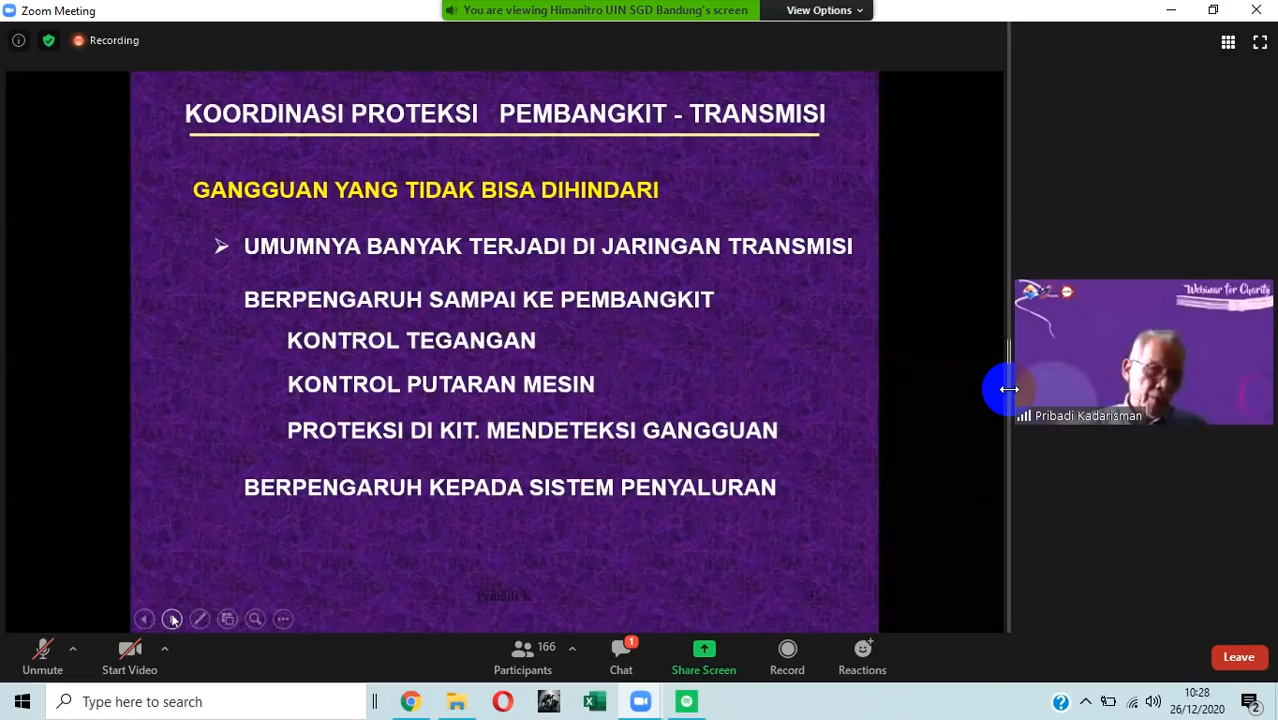 Zoom Meeting
You are viewing Himanitro UIN SGD Bandung's screen
View Options
Recording
KOORDINASI PROTEKSI PEMBANGKIT - TRANSMISI
GANGGUAN YANG TIDAK BISA DIHINDARI
➢ UMUMNYA BANYAK TERJADI DI JARINGAN TRANSMISI
BERPENGARUH SAMPAI KE PEMBANGKIT
KONTROL TEGANGAN
KONTROL PUTARAN MESIN
PROTEKSI DI KIT. MENDETEKSI GANGGUAN
BERPENGARUH KEPADA SISTEM PENYALURAN
Pribadi K
Webinar for Charity
Pribadi Kadarisman
Unmute
Start Video
166
Participants
1
Chat
Share Screen
Record
Reactions
Leave
Type here to search
10:28
26/12/2020
2